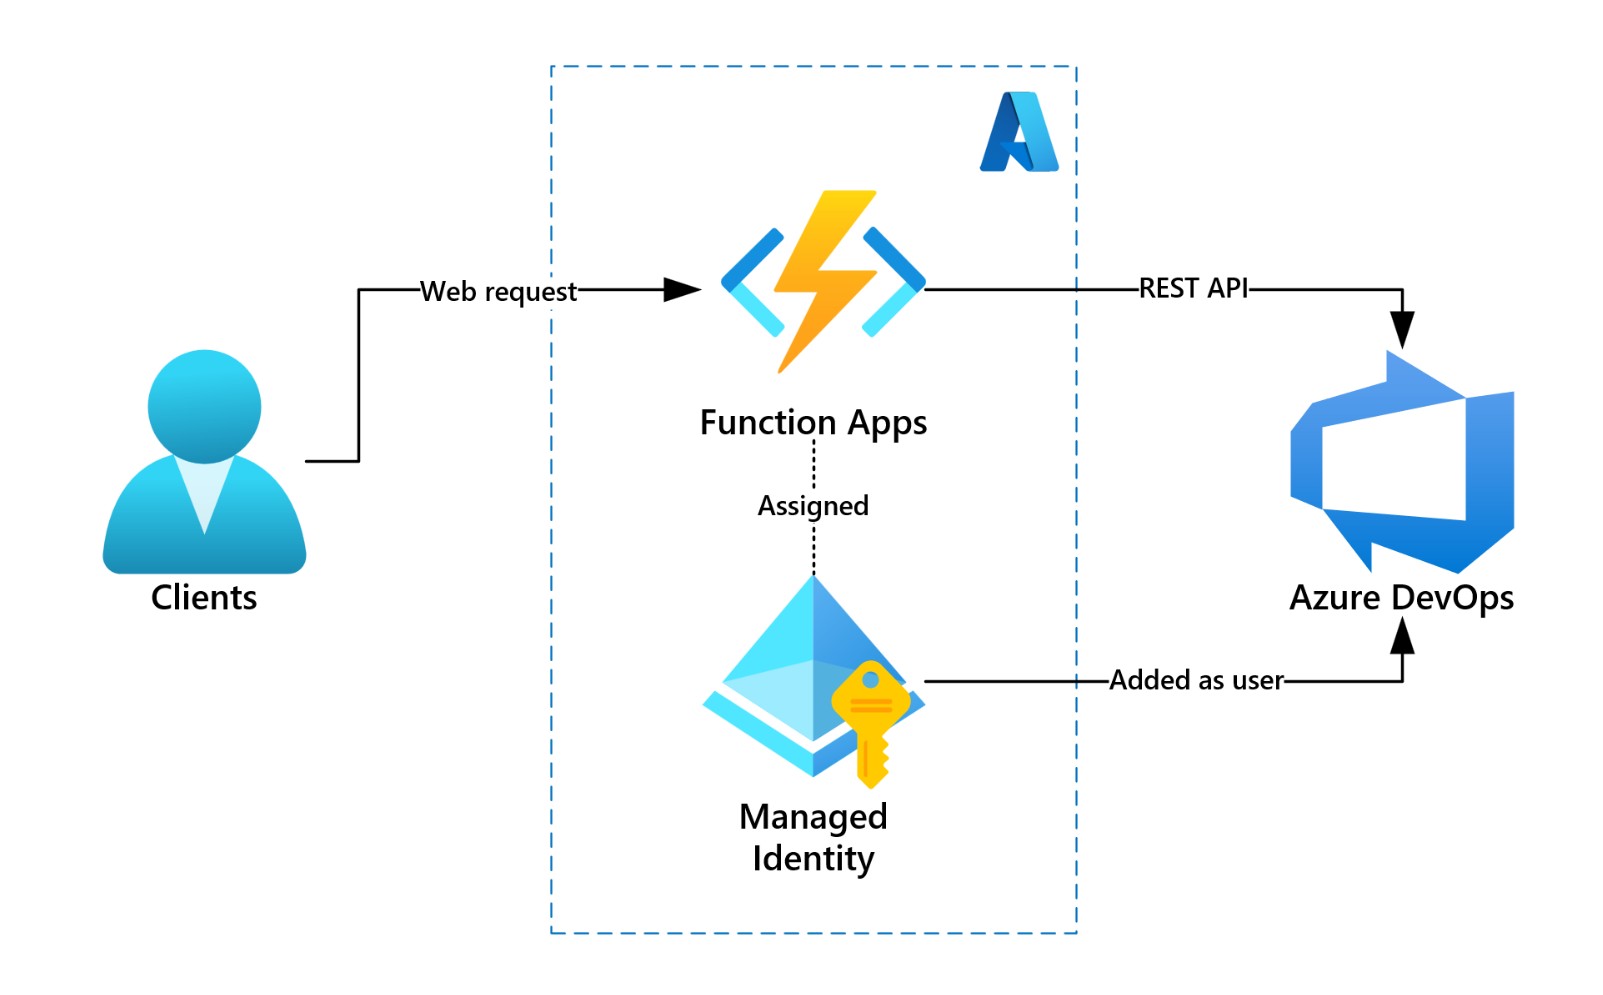 Web request
REST API
Function Apps
Assigned
Clients
Azure DevOps
Added as user
Managed
Identity